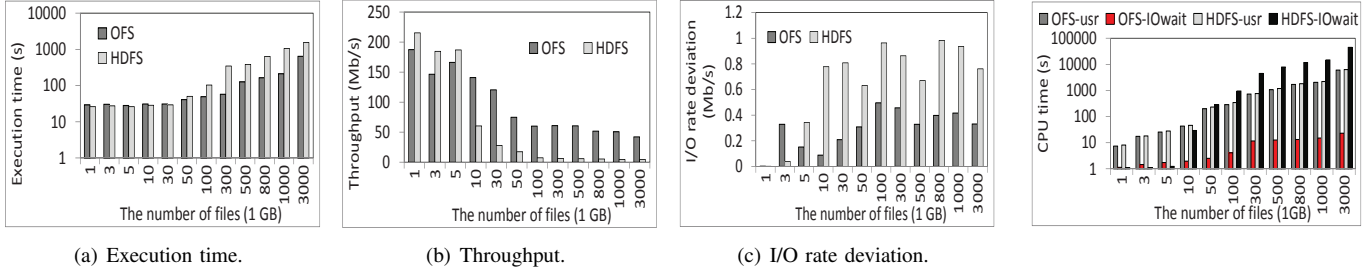 OFS
HDFS
Execution time (s)
10000
1000
100
10
1
1 3 5 10 30 50 100 300 500 800 1000 3000
The number of files (1 GB)
(a) Execution time.
OFS HDFS
Throughput (Mb/s)
250
200
150
100
50
0
1 3 5 10 30 50 100 300 500 800 1000 3000
The number of files (1 GB)
(b) Throughput.
OFS HDFS
I/O rate deviation
(Mb/s)
1.2
1
0.8
0.6
0.4
0.2
0
1 3 5 10 30 50 100 300 500 800 1000 3000
The number of files (1 GB)
(c) I/O rate deviation.
OFS-usr OFS-IOwait HDFS-usr HDFS-IOwait
CPU time (s)
100000
10000
1000
100
10
1
1 3 5 10 50 100 300 500 800 1000 3000
The number of files (1GB)